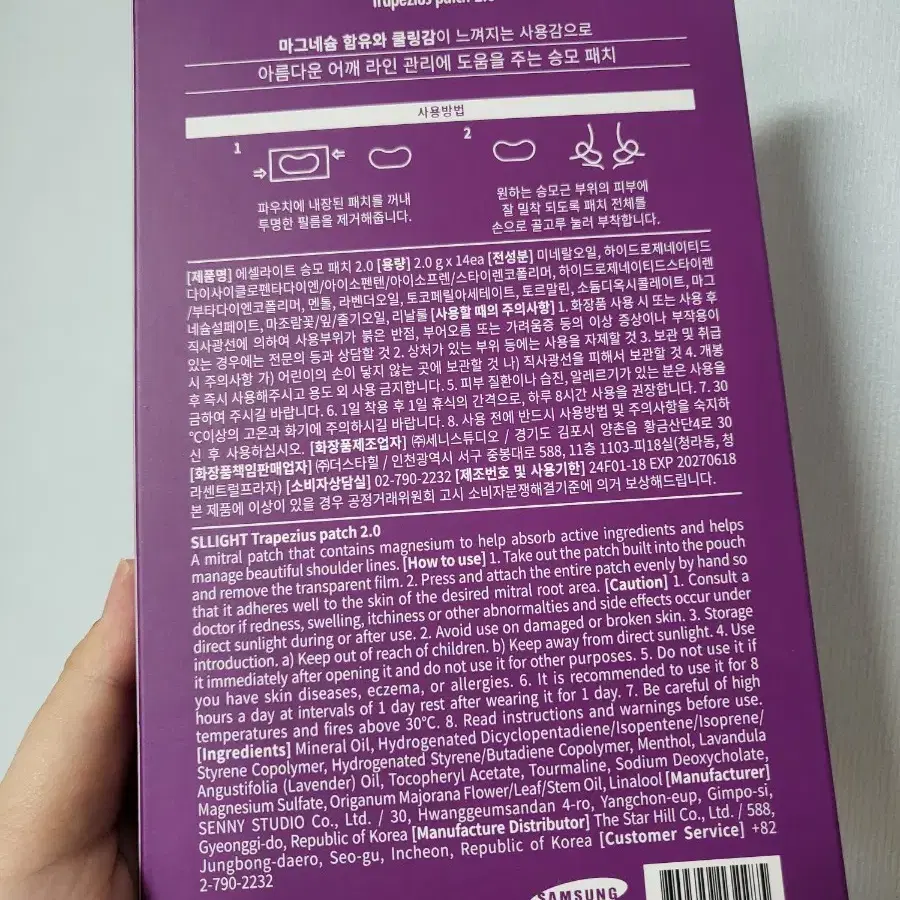 Trapezius patch 2.0
마그네슘 함유와 쿨링감이 느껴지는 사용감으로
아름다운 어깨 라인 관리에 도움을 주는 승모 패치
사용방법
1
파우치에 내장된 패치를 꺼내
투명한 필름을 제거해줍니다.
2
원하는 승모근 부위의 피부에
잘 밀착 되도록 패치 전체를
손으로 골고루 눌러 부착합니다.
[제품명] 에셀라이트 승모 패치 2.0 [용량] 2.0 g x 14ea [전성분] 미네랄오일, 하이드로제네이티드
다이사이클로펜타다이엔/아이소펜텐/아이소프렌/스타이렌코폴리머, 하이드로제네이티드스타이렌
/부타다이엔코폴리머, 멘톨, 라벤더오일, 토코페릴아세테이트, 토르말린, 소듐디옥시콜레이트, 마그
네슘설페이트, 마조람꽃/잎/줄기오일, 리날룰 [사용할 때의 주의사항] 1. 화장품 사용 시 또는 사용 후
직사광선에 의하여 사용부위가 붉은 반점, 부어오름 또는 가려움증 등의 이상 증상이나 부작용이
있는 경우에는 전문의 등과 상담할 것 2. 상처가 있는 부위 등에는 사용을 자제할 것 3. 보관 및 취급
시 주의사항 가) 어린이의 손이 닿지 않는 곳에 보관할 것 나) 직사광선을 피해서 보관할 것 4. 개봉
후 즉시 사용해주시고 용도 외 사용 금지합니다. 5. 피부 질환이나 습진, 알레르기가 있는 분은 사용을
금하여 주시길 바랍니다. 6. 1일 착용 후 1일 휴식의 간격으로, 하루 8시간 사용을 권장합니다. 7. 30
℃이상의 고온과 화기에 주의하시길 바랍니다. 8. 사용 전에 반드시 사용방법 및 주의사항을 숙지하
신 후 사용하십시오. [화장품제조업자] ㈜세니스튜디오 / 경기도 김포시 양촌읍 황금산단4로 30
[화장품책임판매업자] ㈜더스타힐 / 인천광역시 서구 중봉대로 588, 11층 1103-피18실(청라동, 청
라센트럴프라자) [소비자상담실] 02-790-2232 [제조번호 및 사용기한] 24F01-18 EXP 20270618
본 제품에 이상이 있을 경우 공정거래위원회 고시 소비자분쟁해결기준에 의거 보상해드립니다.
SLLIGHT Trapezius patch 2.0
A mitral patch that contains magnesium to help absorb active ingredients and helps
manage beautiful shoulder lines. [How to use] 1. Take out the patch built into the pouch
and remove the transparent film. 2. Press and attach the entire patch evenly by hand so
that it adheres well to the skin of the desired mitral root area. [Caution] 1. Consult a
doctor if redness, swelling, itchiness or other abnormalties and side effects occur under
direct sunlight during or after use. 2. Avoid use on damaged or broken skin. 3. Storage
introduction. a) Keep out of reach of children. b) Keep away from direct sunlight. 4. Use
it immediately after opening it and do not use it for other purposes. 5. Do not use it if
you have skin diseases, eczema, or allergies. 6. It is recommended to use it for 8
hours a day at intervals of 1 day rest after wearing it for 1 day. 7. Be careful of high
temperatures and fires above 30℃. 8. Read instructions and warnings before use.
[Ingredients] Mineral Oil, Hydrogenated Dicyclopentadiene/Isopentene/Isoprene/
Styrene Copolymer, Hydrogenated Styrene/Butadiene Copolymer, Menthol, Lavandula
Angustifolia (Lavender) Oil, Tocopheryl Acetate, Tourmaline, Sodium Deoxycholate,
Magnesium Sulfate, Origanum Majorana Flower/Leaf/Stem Oil, Linalool [Manufacturer]
SENNY STUDIO Co., Ltd. / 30, Hwanggeumsandan 4-ro, Yangchon-eup, Gimpo-si,
Gyeonggi-do, Republic of Korea [Manufacture Distributor] The Star Hill Co., Ltd. / 588,
Jungbong-daero, Seo-gu, Incheon, Republic of Korea [Customer Service] +82
2-790-2232
SAMSUNG